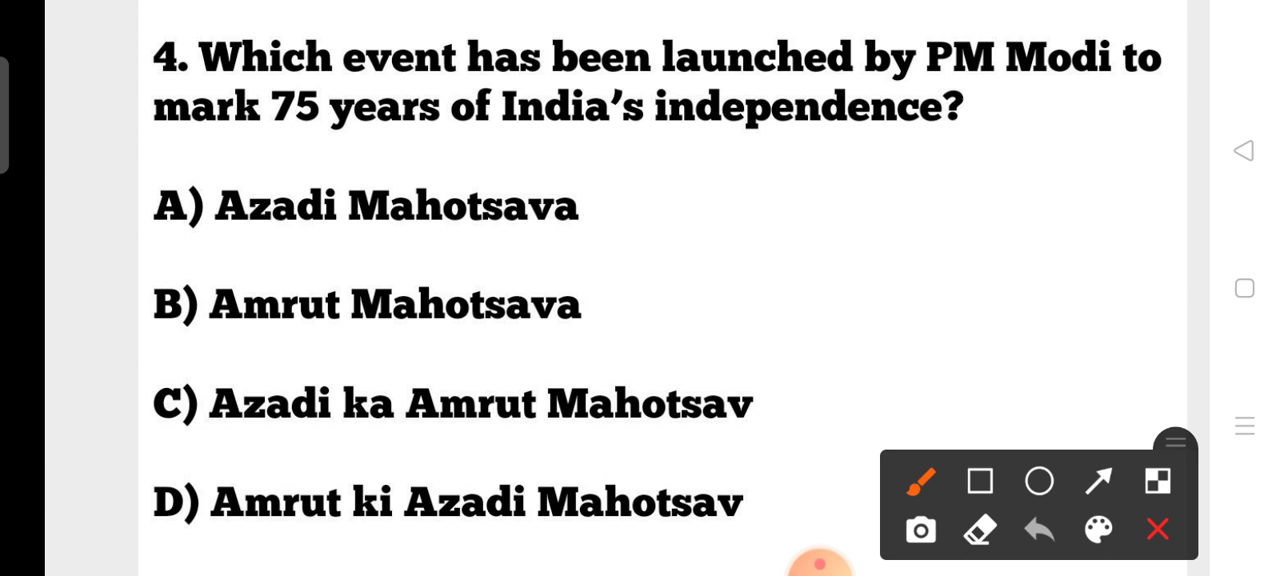 4. Which event has been launched by PM Modi to
mark 75 years of India’s independence?
A) Azadi Mahotsava
B) Amrut Mahotsava
C) Azadi ka Amrut Mahotsav
D) Amrut ki Azadi Mahotsav